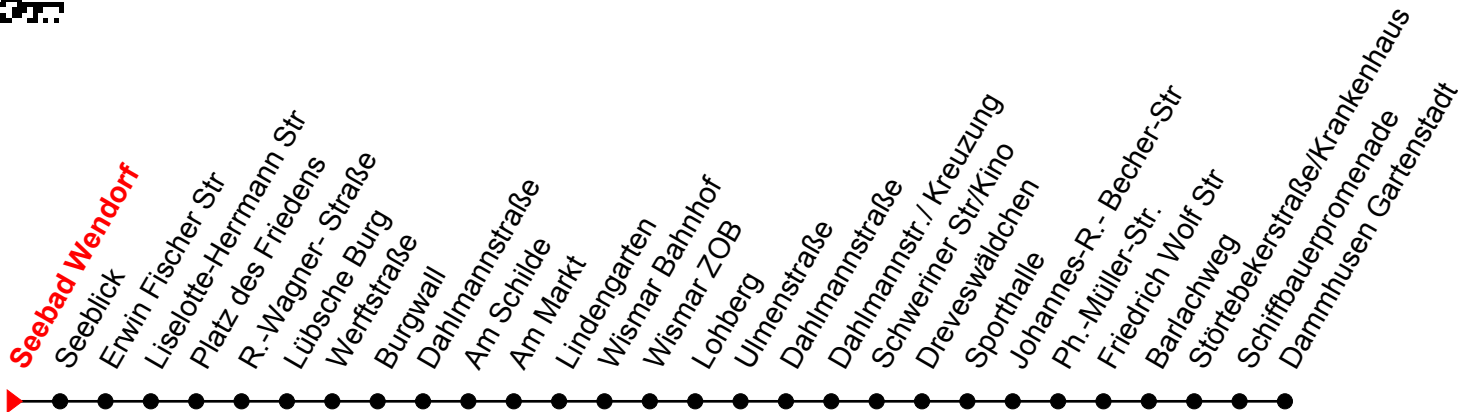 Seebad Wendorf
Seeblick
Erwin Fischer Str
Liselotte-Herrmann Str
Platz des Friedens
R.-Wagner- Straße
Lübsche Burg
Werftstraße
Burgwall
Dahlmannstraße
Am Schilde
Am Markt
Lindengarten
Wismar Bahnhof
Wismar ZOB
Lohberg
Ulmenstraße
Dahlmannstraße
Dahlmannstr./ Kreuzung
Schweriner Str/Kino
Dreveswäldchen
Sporthalle
Johannes-R.- Becher-Str
Ph.-Müller-Str.
Friedrich Wolf Str
Barlachweg
Störtebekerstraße/Krankenhaus
Schiffbauerpromenade
Dammhusen Gartenstadt